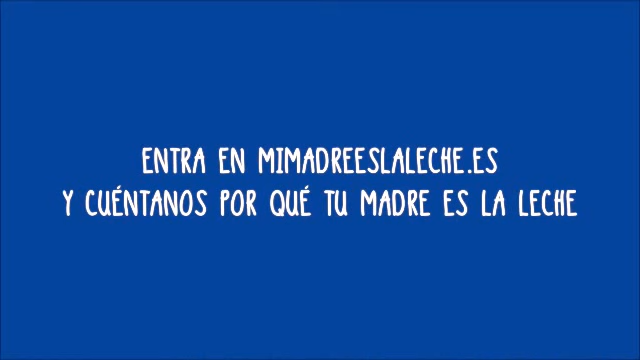 ENTRA EN MIMADREESLALECHE.ES
Y CUÉNTANOS POR QUÉ TU MADRE ES LA LECHE